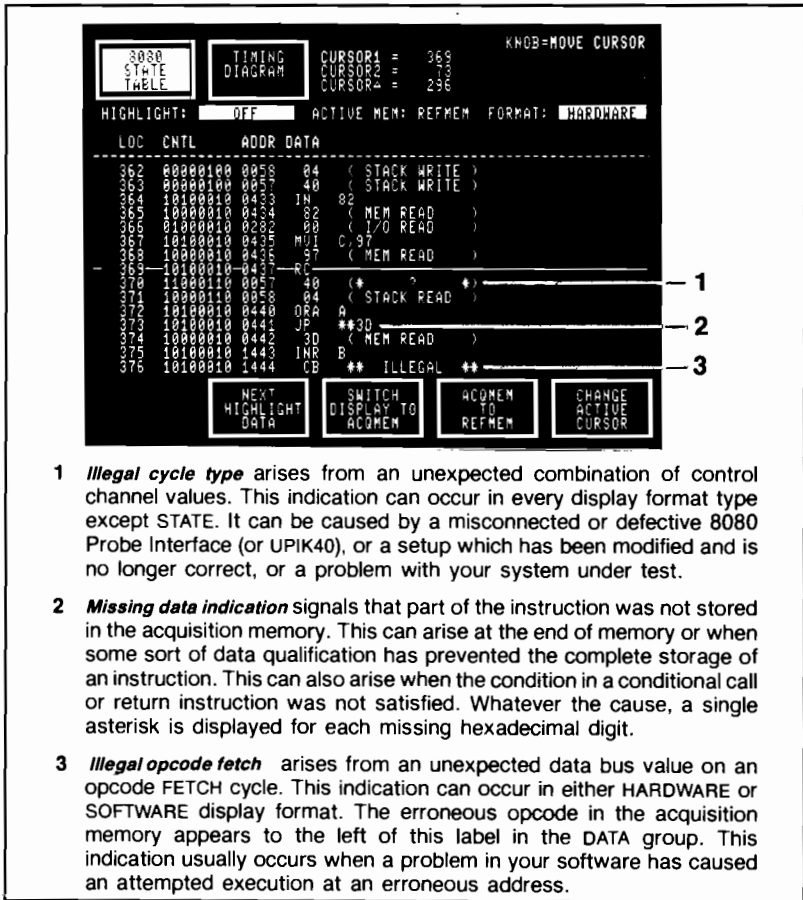 KNOB=MOVE CURSOR
8080 STATE TABLE
TIMING DIAGRAM
CURSOR1 = 369
CURSOR2 = 73
CURSOR∆ = 296
HIGHLIGHT: OFF ACTIVE MEM: REFMEM FORMAT: HARDWARE
LOC CNTL ADDR DATA
362 00000100 0058 04 ( STACK WRITE )
363 00000100 0057 40 ( STACK WRITE )
364 10100010 0433 IN 82
365 10000010 0434 82 ( MEM READ )
366 01000010 0282 00 ( I/O READ )
367 10100010 0435 MVI C,97
368 10000010 0436 97 ( MEM READ )
369 10100010 0437 RC
370 11000110 0057 40 (* ? *) 1
371 10000110 0058 04 ( STACK READ )
372 10100010 0440 ORA A
373 10100010 0441 JP **3D 2
374 10000010 0442 3D ( MEM READ )
375 10100010 1443 INR B
376 10100010 1444 CB ** ILLEGAL ** 3
NEXT HIGHLIGHT DATA
SWITCH DISPLAY TO ACQMEM
ACQMEM TO REFMEM
CHANGE ACTIVE CURSOR
1 Illegal cycle type arises from an unexpected combination of control
channel values. This indication can occur in every display format type
except STATE. It can be caused by a misconnected or defective 8080
Probe Interface (or UPIK40), or a setup which has been modified and is
no longer correct, or a problem with your system under test.
2 Missing data indication signals that part of the instruction was not stored
in the acquisition memory. This can arise at the end of memory or when
some sort of data qualification has prevented the complete storage of
an instruction. This can also arise when the condition in a conditional call
or return instruction was not satisfied. Whatever the cause, a single
asterisk is displayed for each missing hexadecimal digit.
3 Illegal opcode fetch arises from an unexpected data bus value on an
opcode FETCH cycle. This indication can occur in either HARDWARE or
SOFTWARE display format. The erroneous opcode in the acquisition
memory appears to the left of this label in the DATA group. This
indication usually occurs when a problem in your software has caused
an attempted execution at an erroneous address.